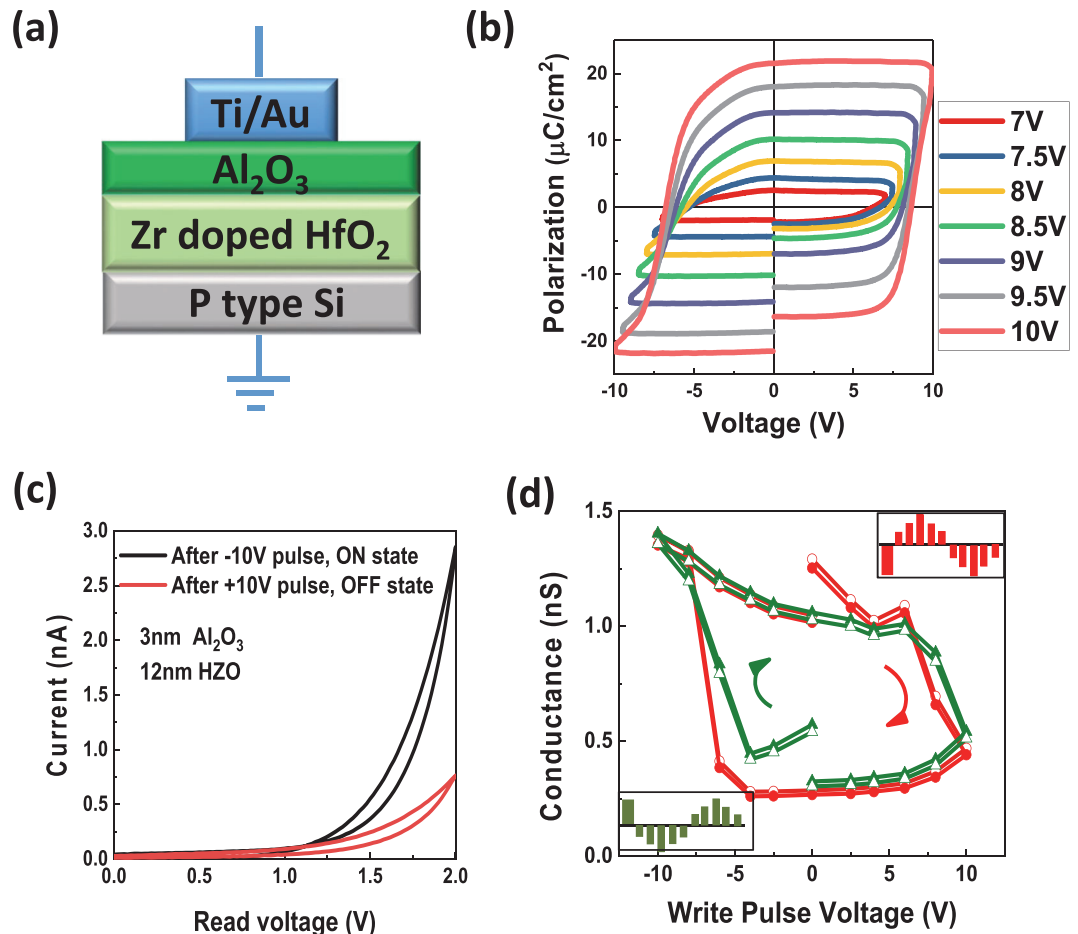 (a)
Ti/Au
Al2O3
Zr doped HfO2
P type Si
(b)
Polarization (μC/cm2)
20
10
0
-10
-20
-10 -5 0 5 10
Voltage (V)
7V
7.5V
8V
8.5V
9V
9.5V
10V
(c)
Current (nA)
3.0
2.5
2.0
1.5
1.0
0.5
0.0
After -10V pulse, ON state
After +10V pulse, OFF state
3nm Al2O3
12nm HZO
0.0 0.5 1.0 1.5 2.0
Read voltage (V)
(d)
Conductance (nS)
1.5
1.0
0.5
0.0
-10 -5 0 5 10
Write Pulse Voltage (V)